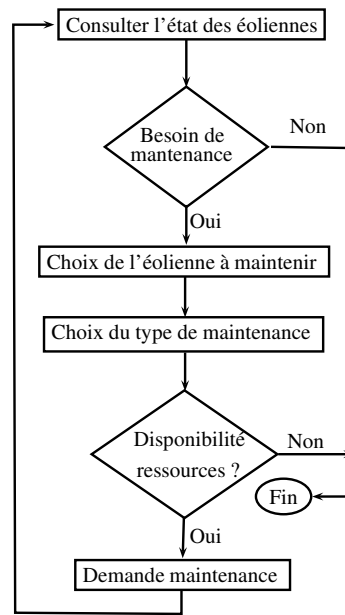 Consulter l'état des éoliennes
Besoin de
mantenance
Non
Oui
Choix de l'éolienne à maintenir
Choix du type de maintenance
Disponibilité
ressources ?
Non
Fin
Oui
Demande maintenance